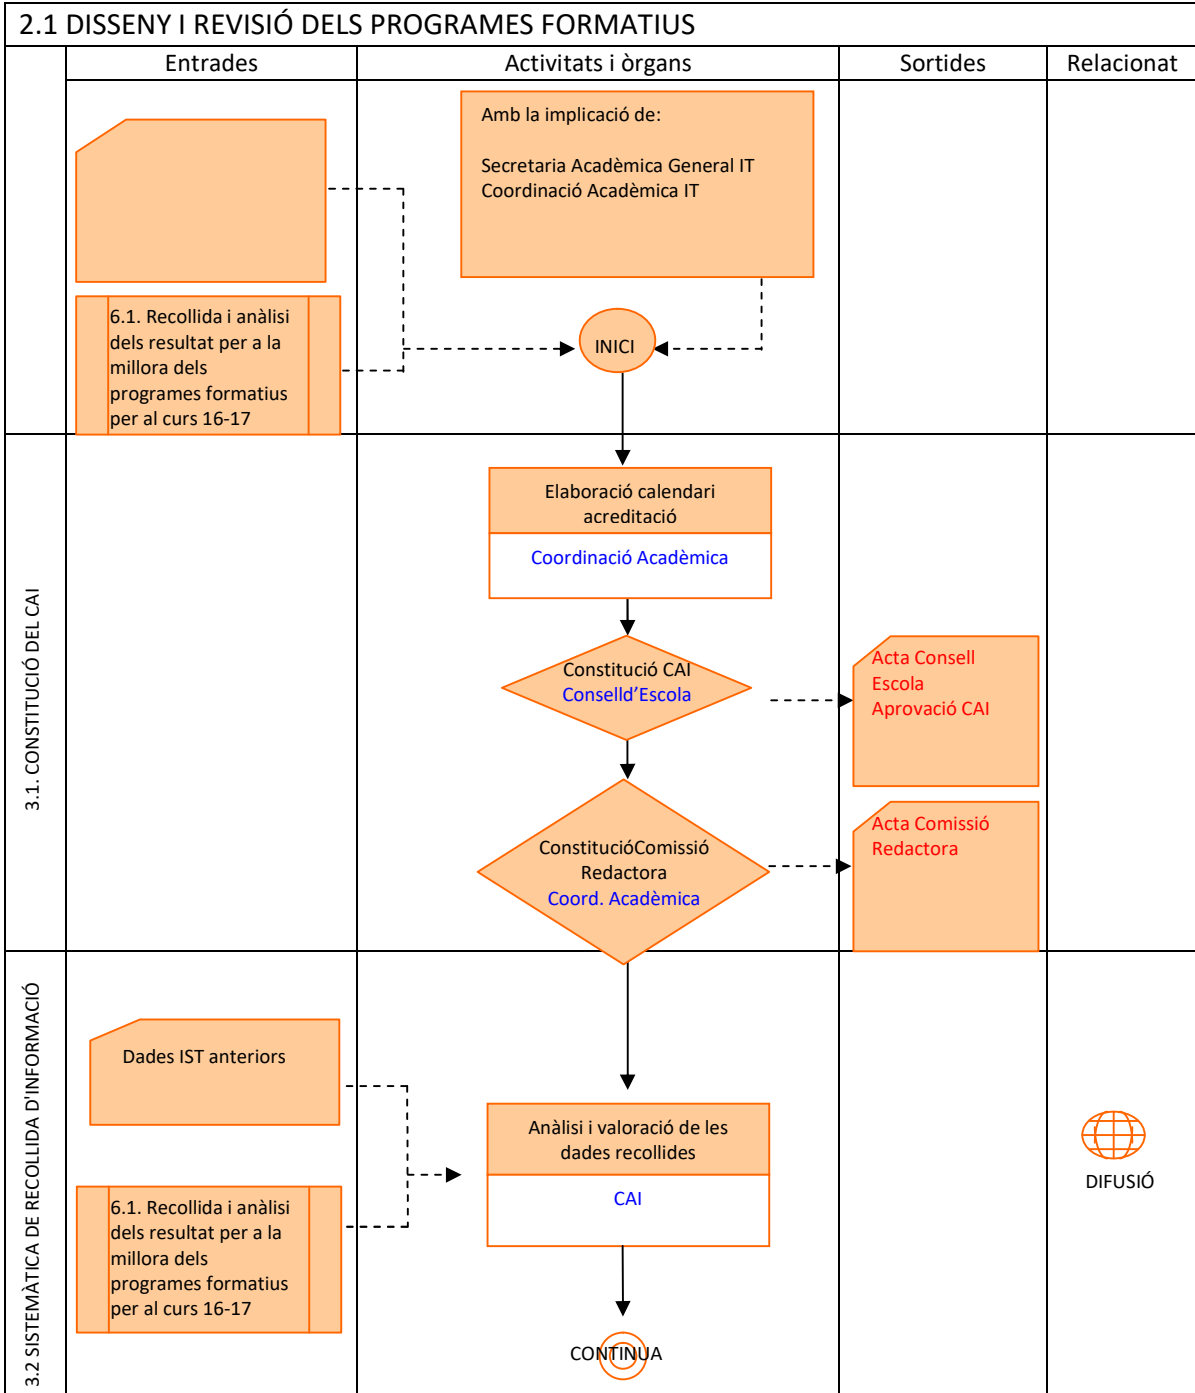 2.1 DISSENY I REVISIÓ DELS PROGRAMES FORMATIUS
Entrades
Activitats i òrgans
Sortides
Relacionat
Amb la implicació de:
Secretaria Acadèmica General IT
Coordinació Acadèmica IT
6.1. Recollida i anàlisi
dels resultat per a la
millora dels
programes formatius
per al curs 16-17
INICI
3.1. CONSTITUCIÓ DEL CAI
Elaboració calendari
acreditació
Coordinació Acadèmica
Constitució CAI
Conselld’Escola
Acta Consell
Escola
Aprovació CAI
ConstitucióComissió
Redactora
Coord. Acadèmica
Acta Comissió
Redactora
3.2 SISTEMÀTICA DE RECOLLIDA D'INFORMACIÓ
Dades IST anteriors
Anàlisi i valoració de les
dades recollides
CAI
6.1. Recollida i anàlisi
dels resultat per a la
millora dels
programes formatius
per al curs 16-17
DIFUSIÓ
CONTINUA